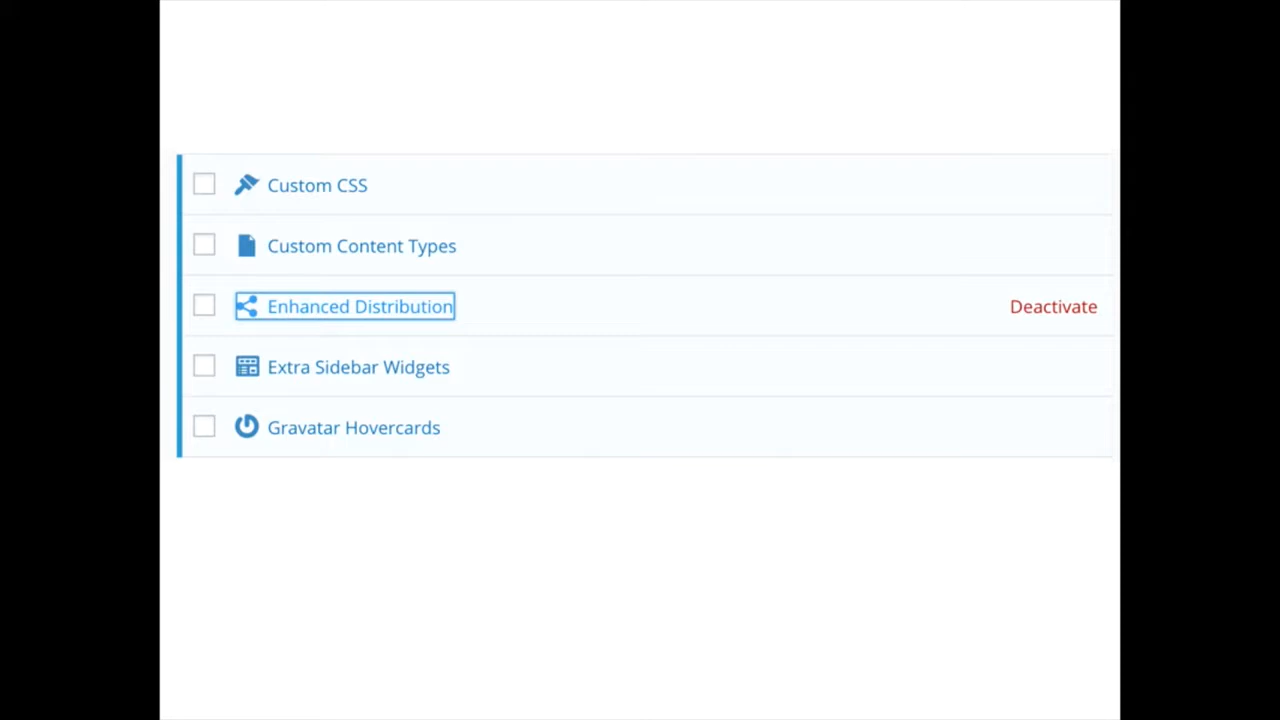 Custom CSS
Custom Content Types
Enhanced Distribution Deactivate
Extra Sidebar Widgets
Gravatar Hovercards